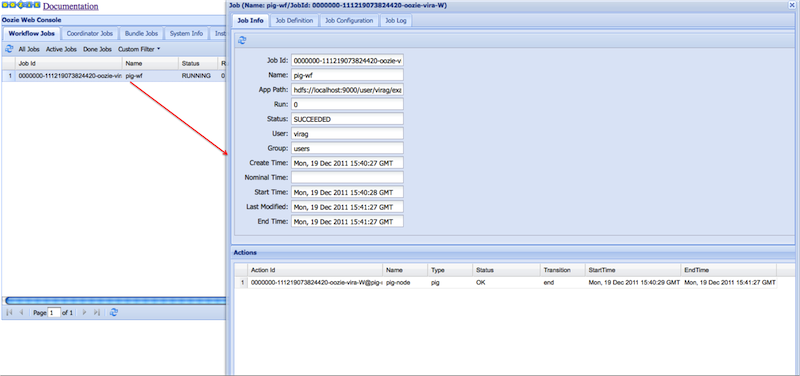 OOZIE Documentation
Oozie Web Console
Workflow Jobs Coordinator Jobs Bundle Jobs System Info Inst
All Jobs Active Jobs Done Jobs Custom Filter
Job Id Name Status R
1 0000000-111219073824420-oozie-vira pig-wf RUNNING 0
Page 1 of 1
Job (Name: pig-wf/JobId: 0000000-111219073824420-oozie-vira-W)
Job Info Job Definition Job Configuration Job Log
Job Id: 0000000-111219073824420-oozie-v
Name: pig-wf
App Path: hdfs://localhost:9000/user/virag/exa
Run: 0
Status: SUCCEEDED
User: virag
Group: users
Create Time: Mon, 19 Dec 2011 15:40:27 GMT
Nominal Time:
Start Time: Mon, 19 Dec 2011 15:40:28 GMT
Last Modified: Mon, 19 Dec 2011 15:41:27 GMT
End Time: Mon, 19 Dec 2011 15:41:27 GMT
Actions
Action Id Name Type Status Transition StartTime EndTime
1 0000000-111219073824420-oozie-vira-W@pig- pig-node pig OK end Mon, 19 Dec 2011 15:40:29 GMT Mon, 19 Dec 2011 15:41:27 GMT